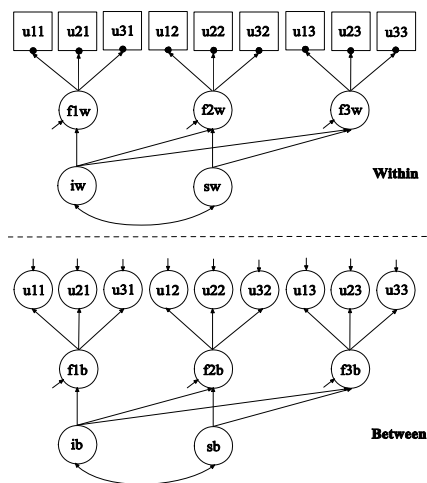 u11 u21 u31 u12 u22 u32 u13 u23 u33
f1w f2w f3w
Within
iw sw
u11 u21 u31 u12 u22 u32 u13 u23 u33
f1b f2b f3b
Between
ib sb